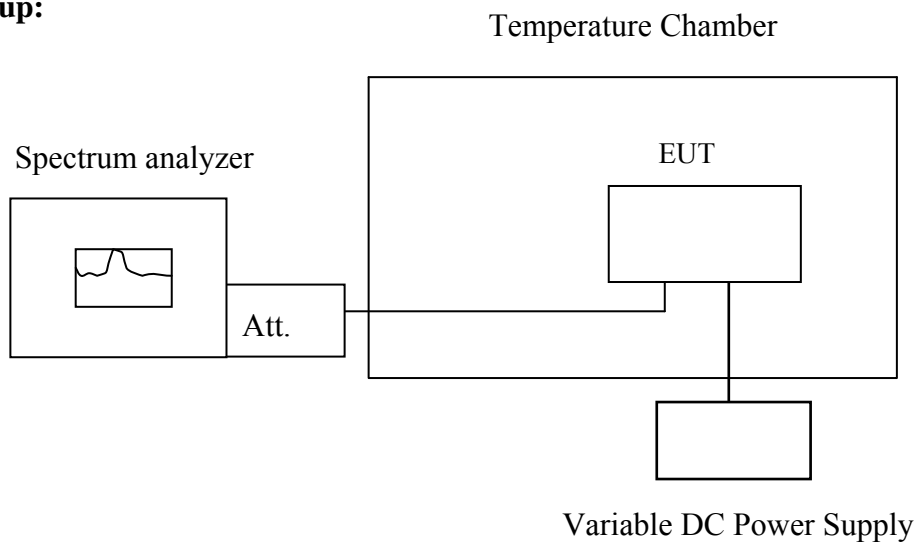 up:
Temperature Chamber
Spectrum analyzer
EUT
Att.
Variable DC Power Supply